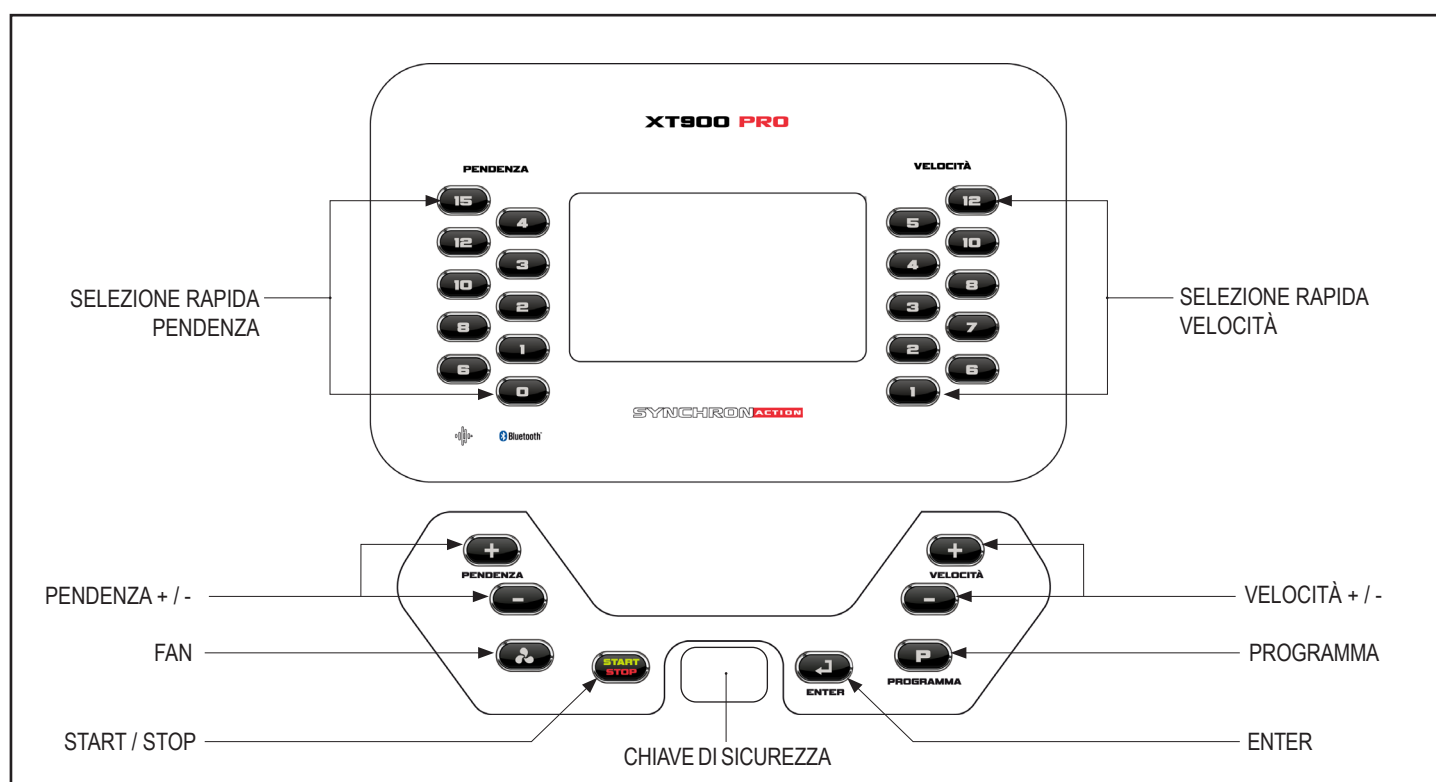 XT900 PRO
PENDENZA
VELOCITÀ
15
4
12
3
10
2
8
1
6
0
12
5
10
4
8
3
7
2
6
1
SELEZIONE RAPIDA
PENDENZA
SELEZIONE RAPIDA
VELOCITÀ
SYNCHRON ACTION
Bluetooth
+
PENDENZA
-
+
VELOCITÀ
-
PENDENZA + / -
VELOCITÀ + / -
FAN
START
STOP
ENTER
P
PROGRAMMA
PROGRAMMA
START / STOP
CHIAVE DI SICUREZZA
ENTER